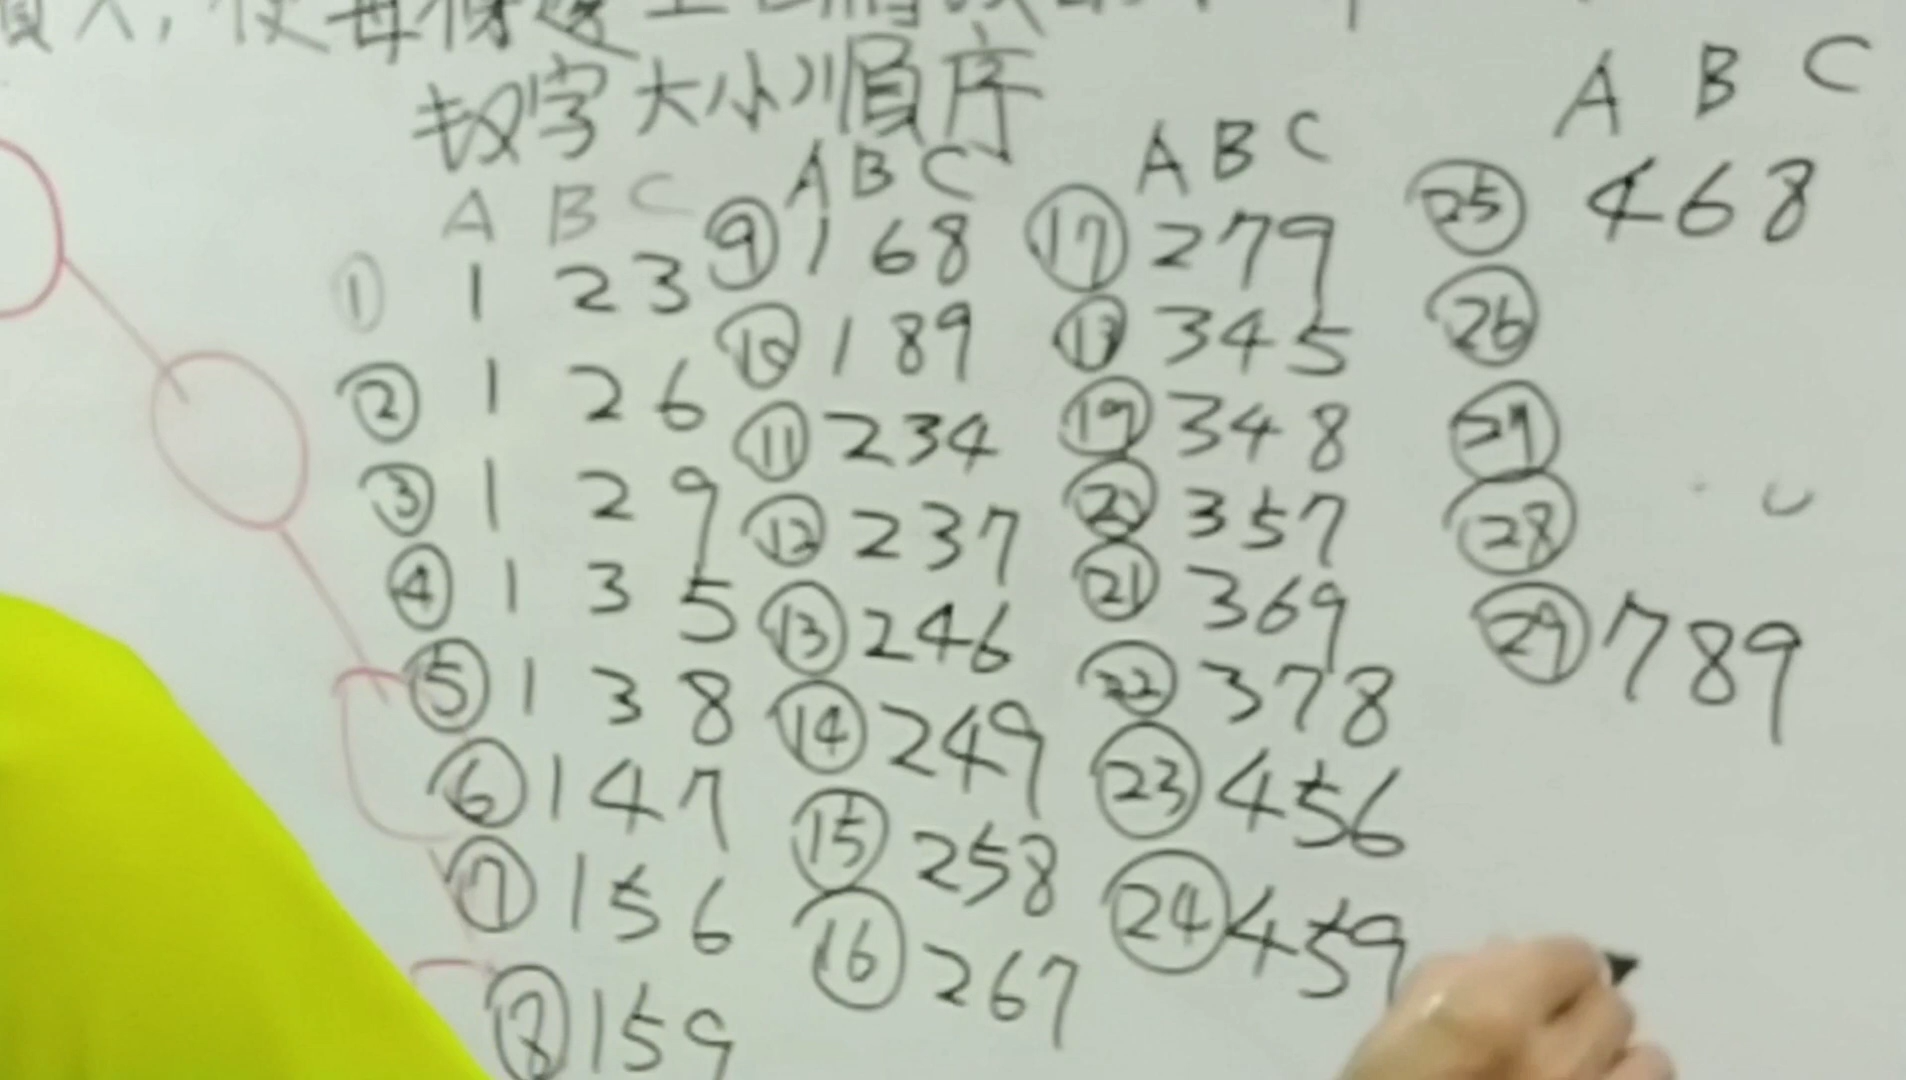 数字大小順序
A B C
① 1 2 3
② 1 2 6
③ 1 2 9
④ 1 3 5
⑤ 1 3 8
⑥ 1 4 7
⑦ 1 5 6
⑧ 1 5 9
A B C
⑨ 1 6 8
⑩ 1 8 9
⑪ 2 3 4
⑫ 2 3 7
⑬ 2 4 6
⑭ 2 4 9
⑮ 2 5 8
⑯ 2 6 7
A B C
⑰ 2 7 9
⑱ 3 4 5
⑲ 3 4 8
⑳ 3 5 7
㉑ 3 6 9
㉒ 3 7 8
㉓ 4 5 6
㉔ 4 5 9
A B C
㉕ 4 6 8
㉖
㉗
㉘
㉙ 7 8 9